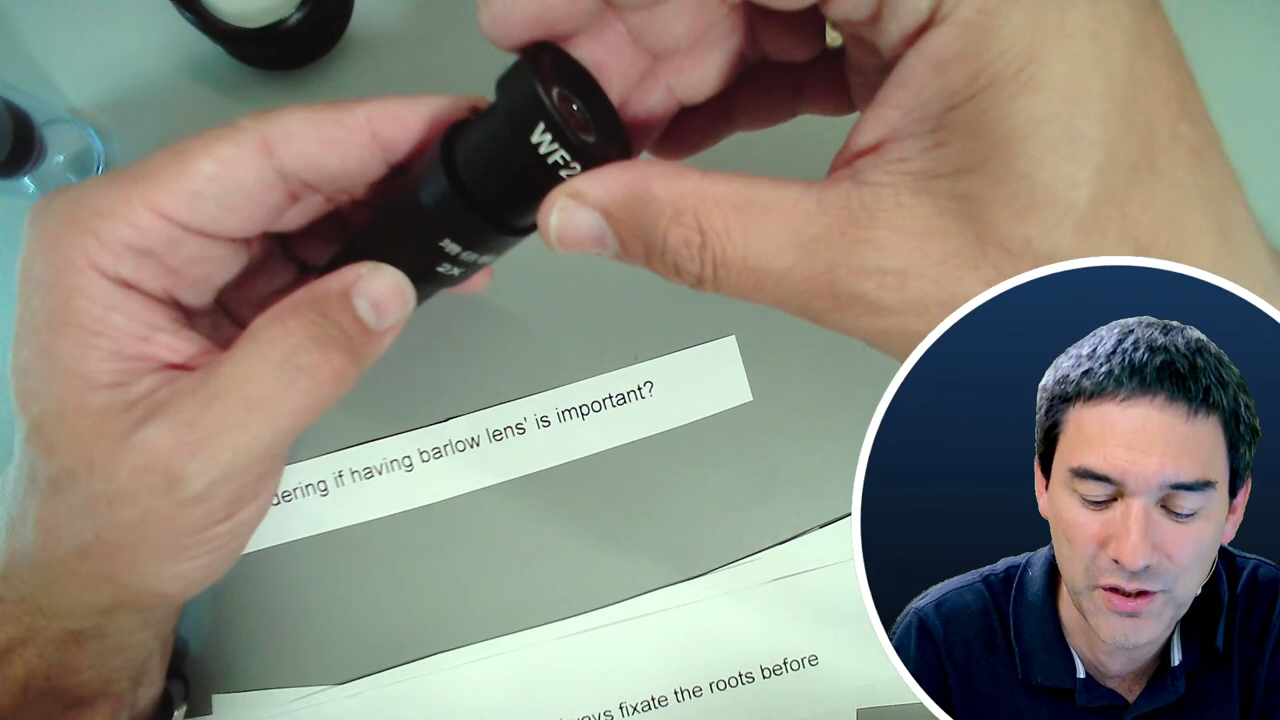 WF2
2X
dering if having barlow lens' is important?
fixate the roots before